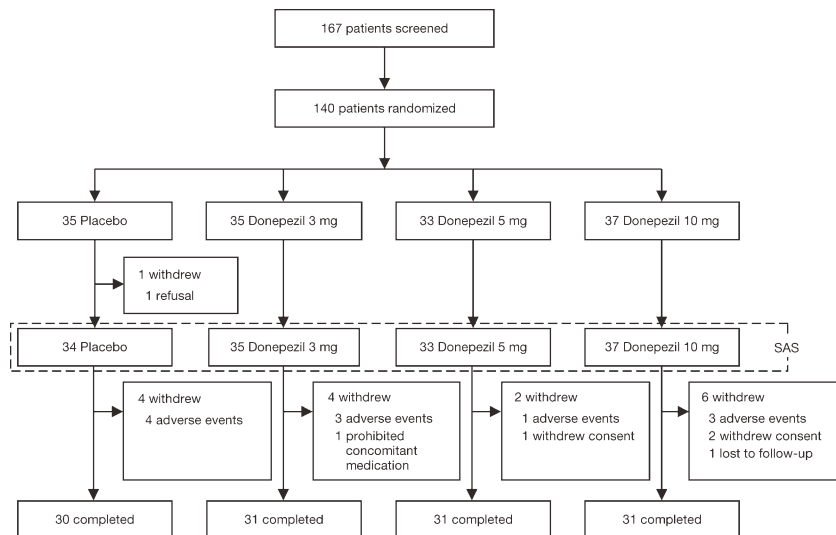 167 patients screened
140 patients randomized
35 Placebo
35 Donepezil 3 mg
33 Donepezil 5 mg
37 Donepezil 10 mg
1 withdrew
1 refusal
34 Placebo
35 Donepezil 3 mg
33 Donepezil 5 mg
37 Donepezil 10 mg
SAS
4 withdrew
4 adverse events
4 withdrew
3 adverse events
1 prohibited
concomitant
medication
2 withdrew
1 adverse events
1 withdrew consent
6 withdrew
3 adverse events
2 withdrew consent
1 lost to follow-up
30 completed
31 completed
31 completed
31 completed